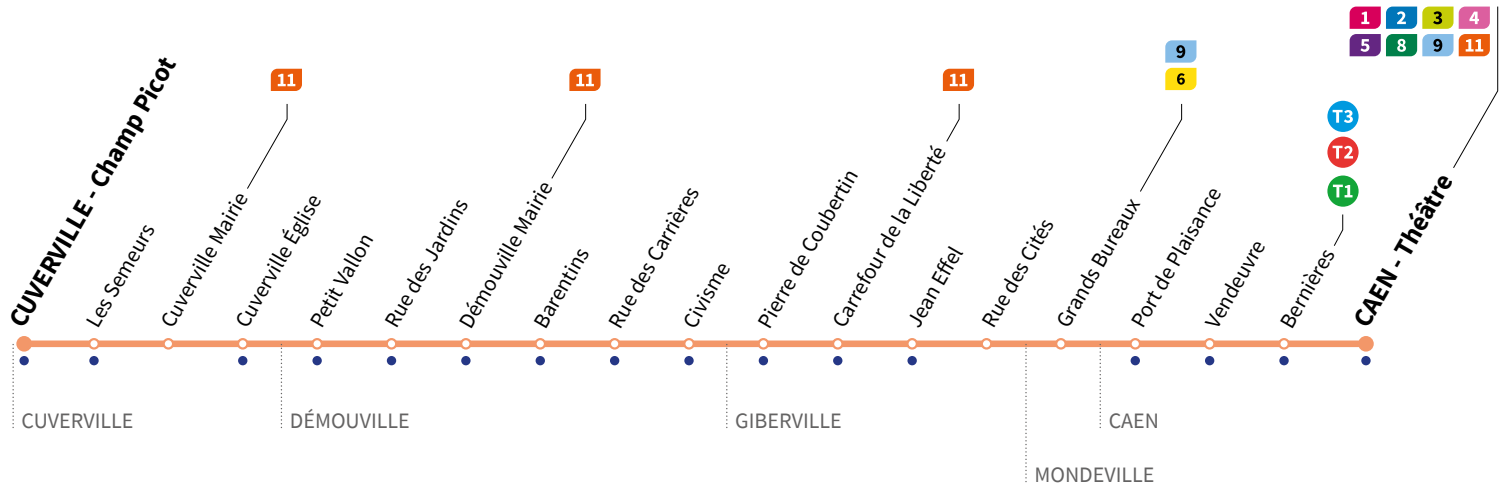 1 2 3 4
5 8 9 11
9
6
11
11
11
T3
T2
T1
CUVERVILLE - Champ Picot
Les Semeurs
Cuverville Mairie
Cuverville Église
Petit Vallon
Rue des Jardins
Démouville Mairie
Barentins
Rue des Carrières
Civisme
Pierre de Coubertin
Carrefour de la Liberté
Jean Effel
Rue des Cités
Grands Bureaux
Port de Plaisance
Vendeuvre
Bernières
CAEN - Théâtre
CUVERVILLE
DÉMOUVILLE
GIBERVILLE
CAEN
MONDEVILLE